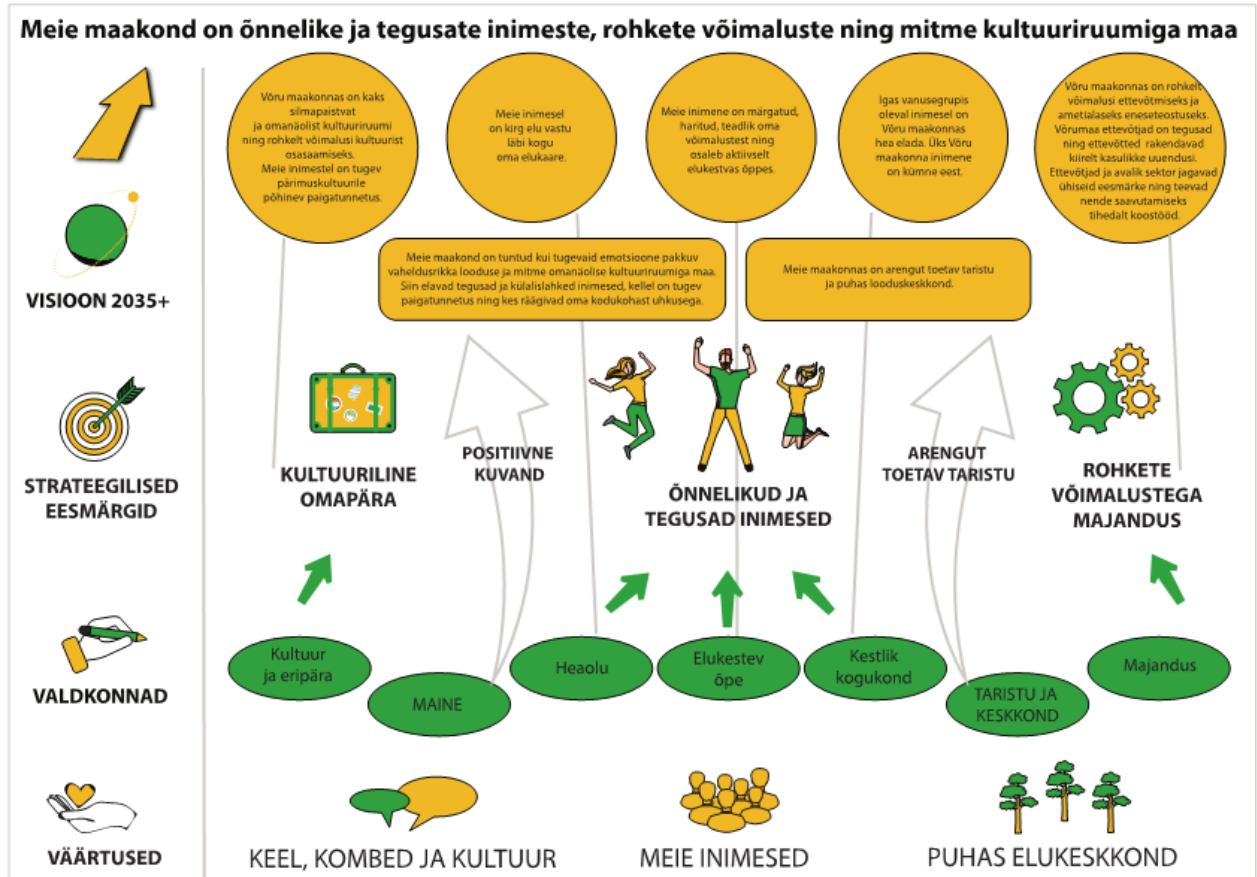 Meie maakond on õnnelike ja tegusate inimeste, rohkete võimaluste ning mitme kultuuriruumiga maa
Võru maakonnas on kaks
silmapaistvat
ja omanäolist kultuuriruumi
ning rohkelt võimalusi kultuurist
osasaamiseks.
Meie inimestel on tugev
pärimuskultuurile
põhinev paigatunnetus.
Meie inimesel
on kirg elu vastu
läbi kogu
oma elukaare.
Meie inimene on märgatud,
haritud, teadlik oma
võimalustest ning
osaleb aktiivselt
elukestvas õppes.
Igas vanusegrupis
oleval inimesel on
Võru maakonnas
hea elada. Üks Võru
maakonna inimene
on kümne eest.
Võru maakonnas on rohkelt
võimalusi ettevõtmiseks ja
ametialaseks eneseteostuseks.
Võrumaa ettevõtjad on tegusad
ning ettevõtted rakendavad
kiirelt kasulikke uuendusi.
Ettevõtjad ja avalik sektor jagavad
ühiseid eesmärke ning teevad
nende saavutamiseks
tihedalt koostööd.
VISIOON 2035+
Meie maakond on tuntud kui tugevaid emotsioone pakkuv
vaheldusrikka looduse ja mitme omanäolise kultuuriruumiga maa.
Siin elavad tegusad ja külalislahked inimesed, kellel on tugev
paigatunnetus ning kes räägivad oma kodukohast uhkusega.
Meie maakonnas on arengut toetav taristu
ja puhas looduskeskkond.
STRATEEGILISED
EESMÄRGID
KULTUURILINE
OMAPÄRA
POSITIIVNE
KUVAND
ÕNNELIKUD JA
TEGUSAD INIMESED
ARENGUT
TOETAV TARISTU
ROHKETE
VÕIMALUSTEGA
MAJANDUS
VALDKONNAD
Kultuur
ja eripära
MAINE
Heaolu
Elukestev
õpe
Kestlik
kogukond
TARISTU JA
KESKKOND
Majandus
VÄÄRTUSED
KEEL, KOMBED JA KULTUUR
MEIE INIMESED
PUHAS ELUKESKKOND